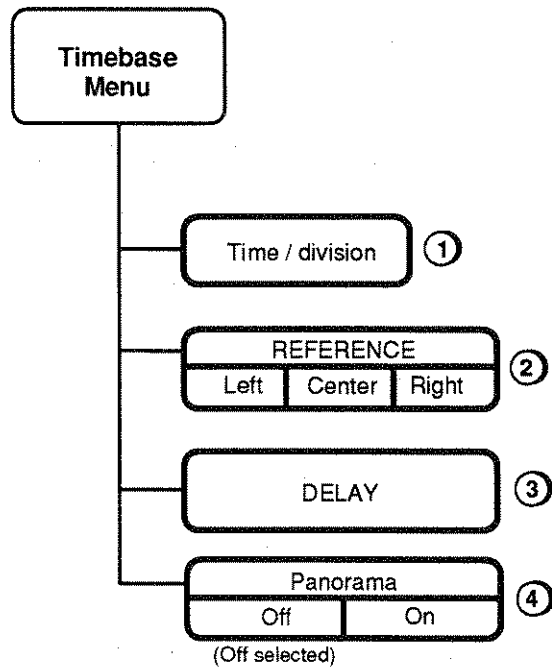 Timebase
Menu
Time / division 1
REFERENCE 2
Left Center Right
DELAY 3
Panorama 4
Off On
(Off selected)